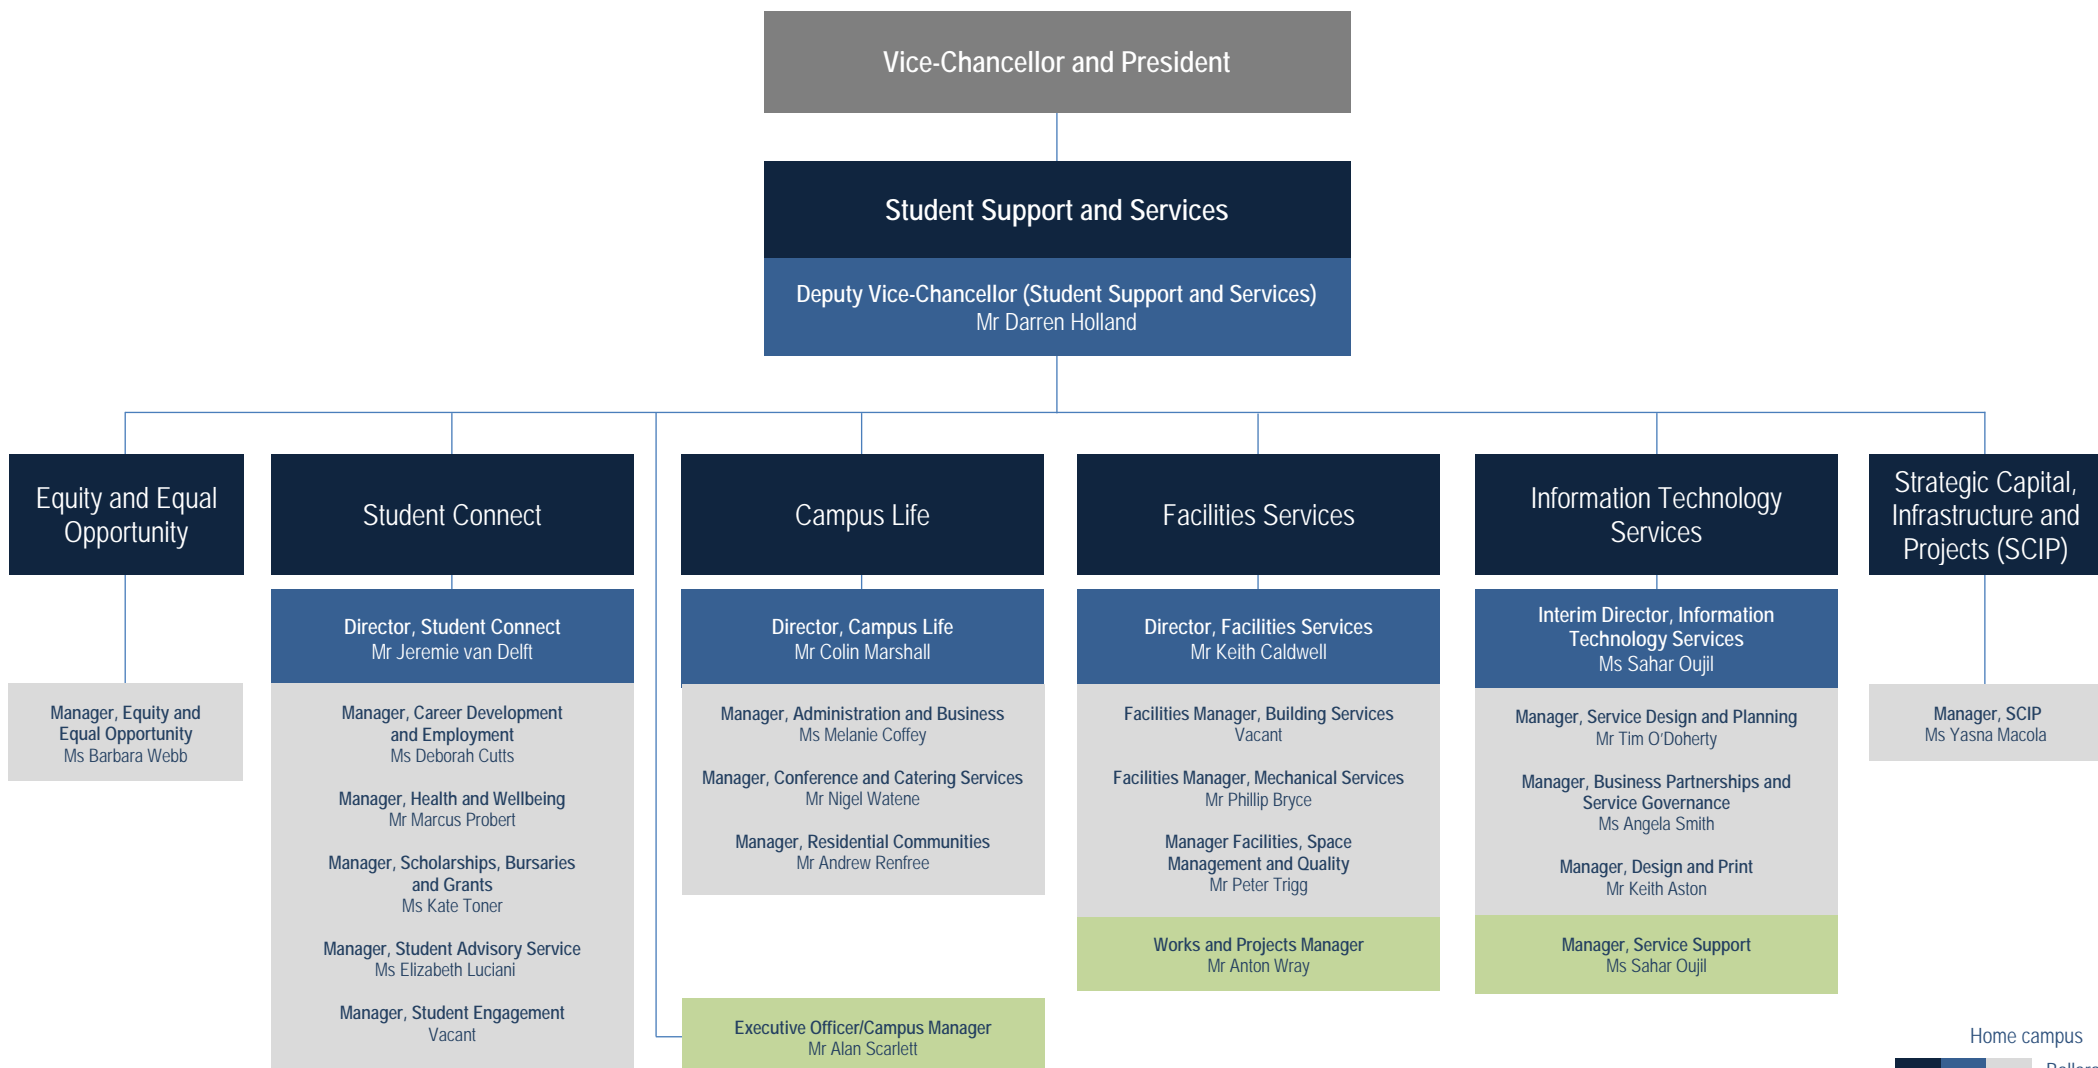 Vice-Chancellor and President
Student Support and Services
Deputy Vice-Chancellor (Student Support and Services)
Mr Darren Holland
Equity and Equal
Opportunity
Manager, Equity and
Equal Opportunity
Ms Barbara Webb
Student Connect
Director, Student Connect
Mr Jeremie van Delft
Manager, Career Development
and Employment
Ms Deborah Cutts
Manager, Health and Wellbeing
Mr Marcus Probert
Manager, Scholarships, Bursaries
and Grants
Ms Kate Toner
Manager, Student Advisory Service
Ms Elizabeth Luciani
Manager, Student Engagement
Vacant
Campus Life
Director, Campus Life
Mr Colin Marshall
Manager, Administration and Business
Ms Melanie Coffey
Manager, Conference and Catering Services
Mr Nigel Watene
Manager, Residential Communities
Mr Andrew Renfree
Executive Officer/Campus Manager
Mr Alan Scarlett
Facilities Services
Director, Facilities Services
Mr Keith Caldwell
Facilities Manager, Building Services
Vacant
Facilities Manager, Mechanical Services
Mr Phillip Bryce
Manager Facilities, Space
Management and Quality
Mr Peter Trigg
Works and Projects Manager
Mr Anton Wray
Information Technology
Services
Interim Director, Information
Technology Services
Ms Sahar Oujil
Manager, Service Design and Planning
Mr Tim O'Doherty
Manager, Business Partnerships and
Service Governance
Ms Angela Smith
Manager, Design and Print
Mr Keith Aston
Manager, Service Support
Ms Sahar Oujil
Strategic Capital,
Infrastructure and
Projects (SCIP)
Manager, SCIP
Ms Yasna Macola
Home campus